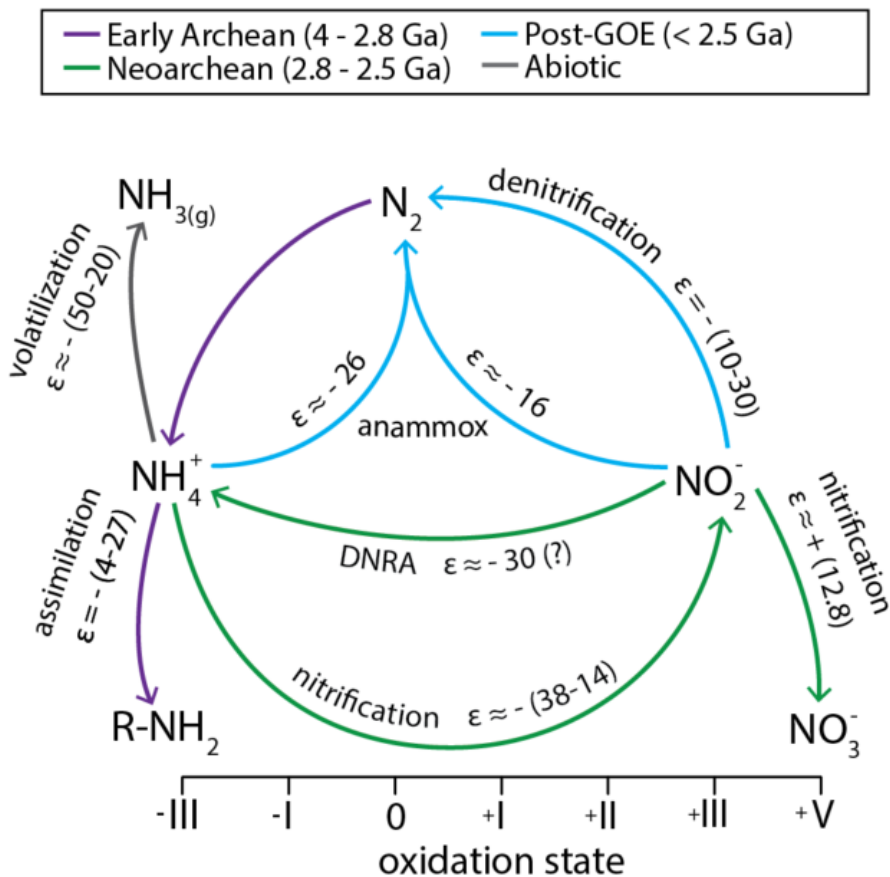 Early Archean (4 - 2.8 Ga)
Post-GOE (< 2.5 Ga)
Neoarchean (2.8 - 2.5 Ga)
Abiotic
NH₃₍g₎
N₂
denitrification
ε = - (10-30)
volatilization
ε ≈ - (50-20)
ε ≈ - 26
ε ≈ - 16
anammox
NH₄⁺
NO₂⁻
nitrification
ε ≈ + (12.8)
DNRA ε ≈ - 30 (?)
assimilation
ε = - (4-27)
nitrification ε ≈ - (38-14)
R-NH₂
NO₃⁻
-III -I 0 +I +II +III +V
oxidation state